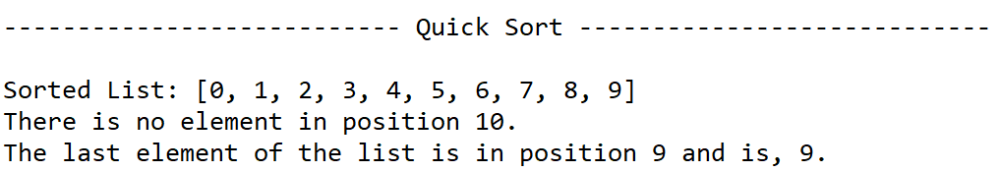 --------------------------- Quick Sort ----------------------------
Sorted List: [0, 1, 2, 3, 4, 5, 6, 7, 8, 9]
There is no element in position 10.
The last element of the list is in position 9 and is, 9.